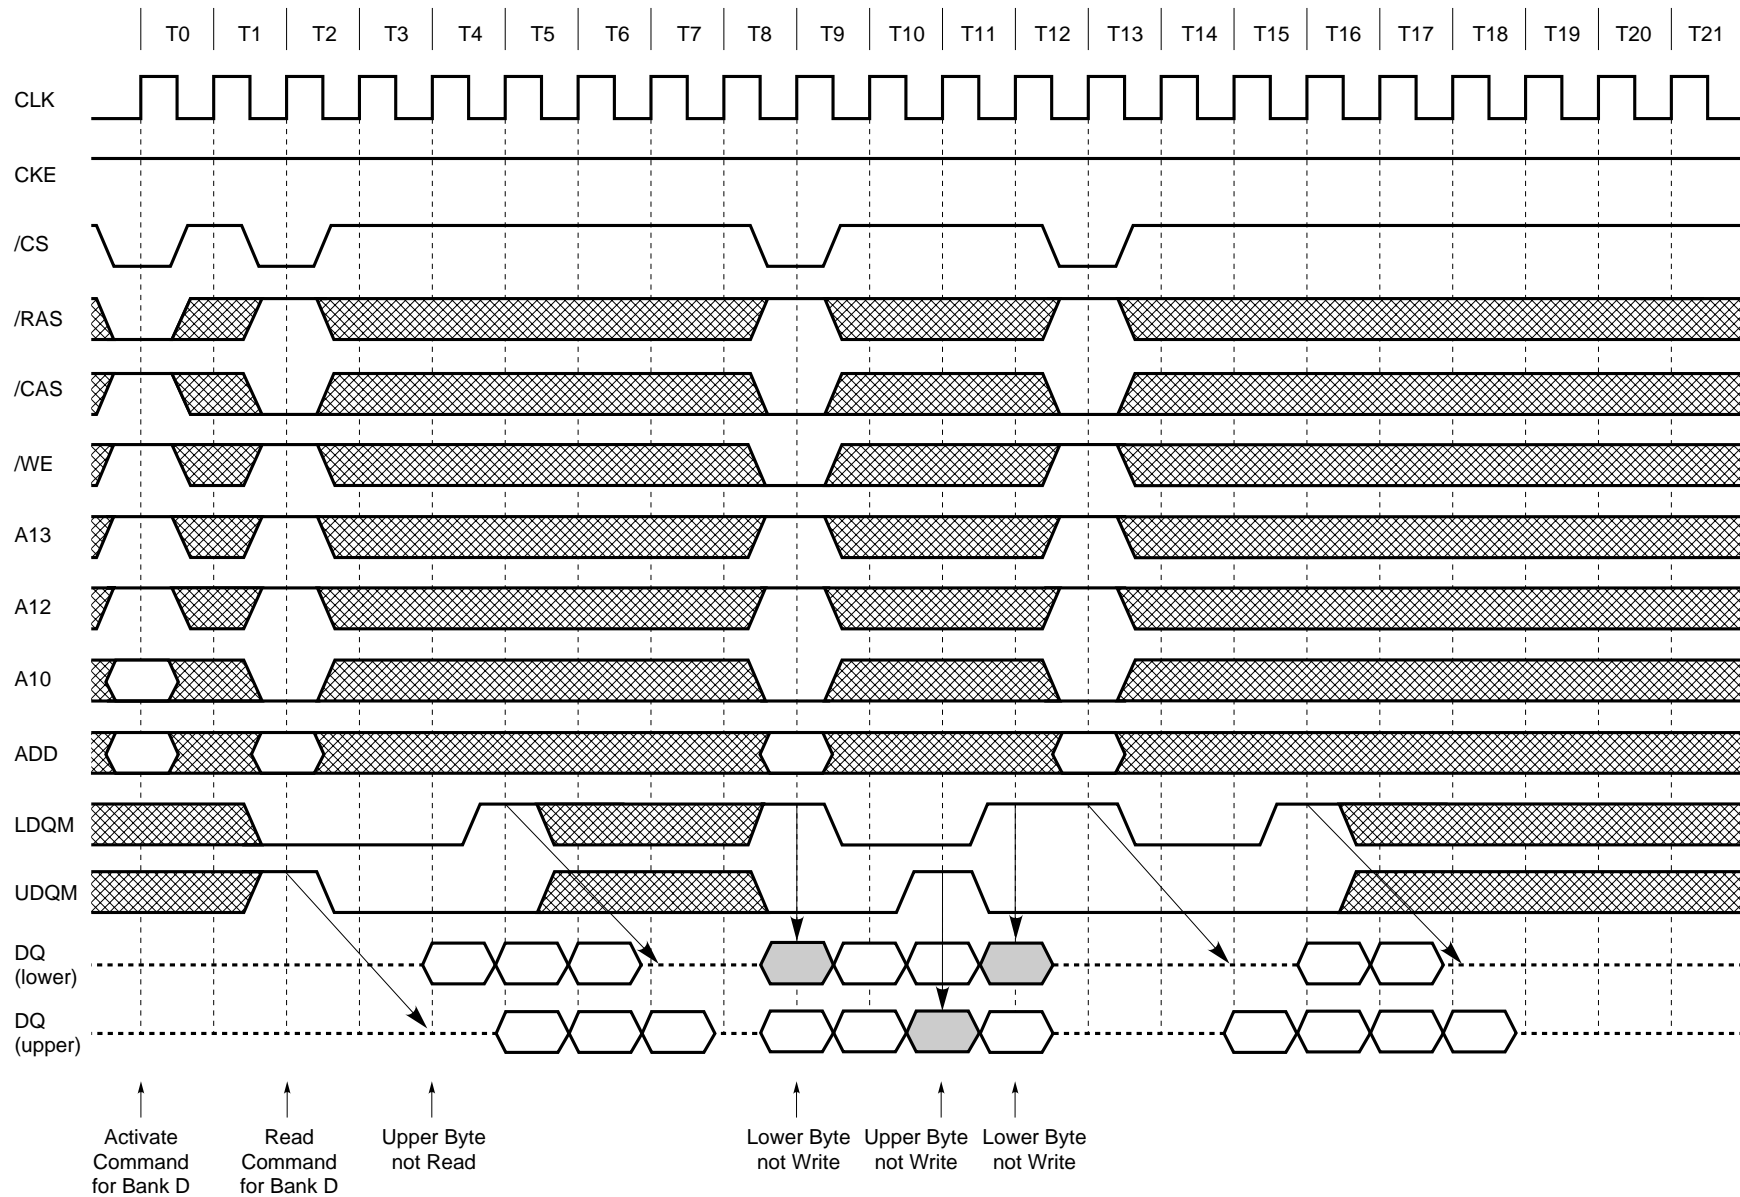 T0 T1 T2 T3 T4 T5 T6 T7 T8 T9 T10 T11 T12 T13 T14 T15 T16 T17 T18 T19 T20 T21
CLK
CKE
/CS
/RAS
/CAS
/WE
A13
A12
A10
ADD
LDQM
UDQM
DQ
(lower)
DQ
(upper)
Activate
Command
for Bank D
Read
Command
for Bank D
Upper Byte
not Read
Lower Byte
not Write
Upper Byte
not Write
Lower Byte
not Write